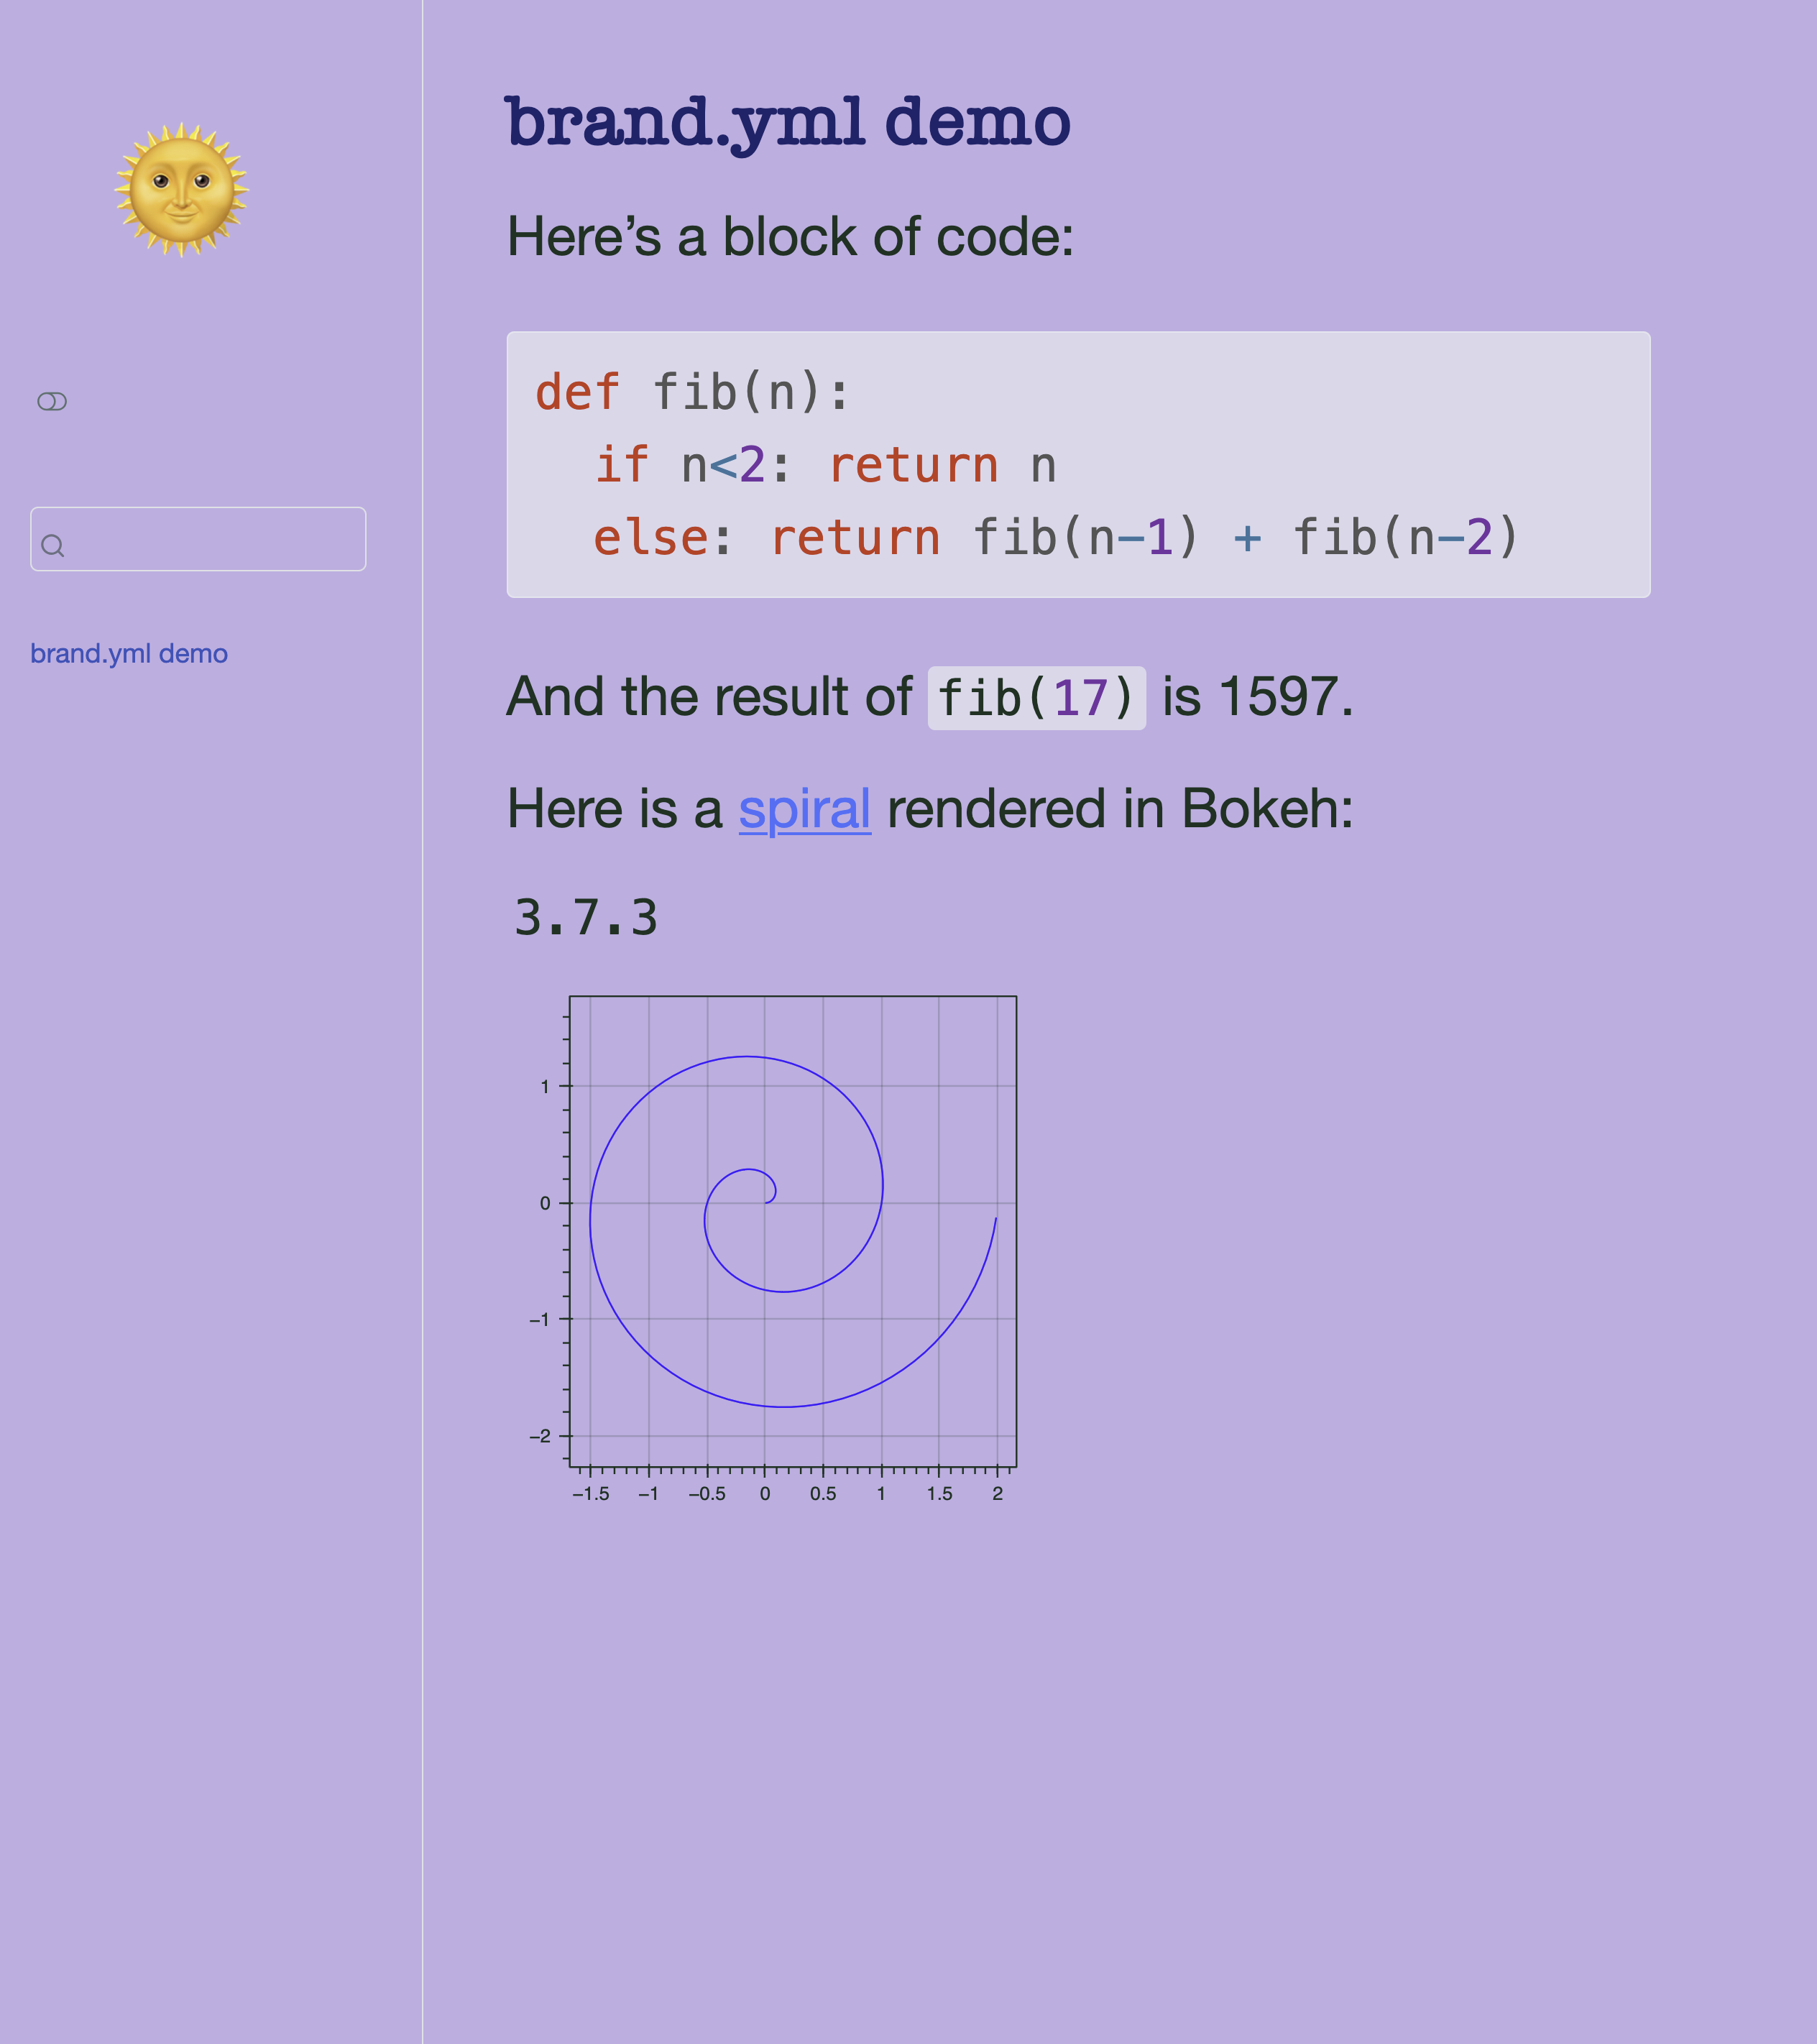 brand.yml demo
brand.yml demo
Here’s a block of code:
def fib(n):
  if n<2: return n
  else: return fib(n−1) + fib(n−2)
And the result of fib(17) is 1597.
Here is a spiral rendered in Bokeh:
3.7.3
1
0
−1
−2
−1.5 −1 −0.5 0 0.5 1 1.5 2